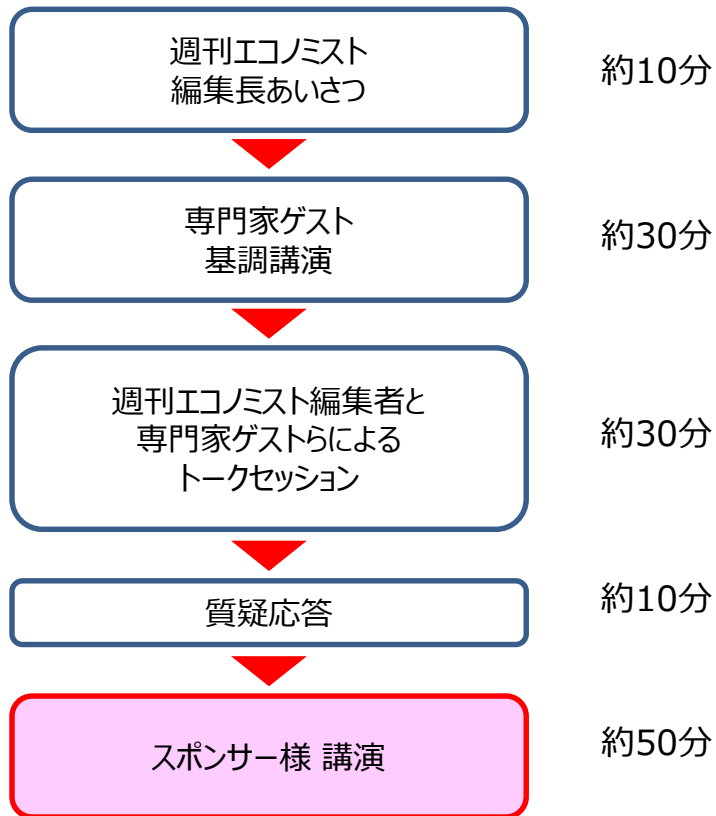 週刊エコノミスト
編集長あいさつ
約10分
専門家ゲスト
基調講演
約30分
週刊エコノミスト編集者と
専門家ゲストらによる
トークセッション
約30分
質疑応答
約10分
スポンサー様 講演
約50分